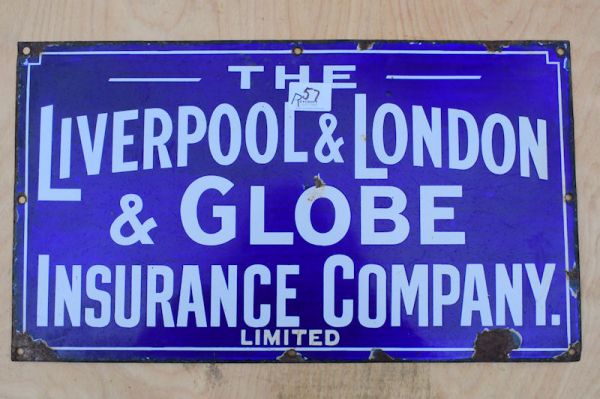 THE
LIVERPOOL & LONDON
& GLOBE
INSURANCE COMPANY.
LIMITED